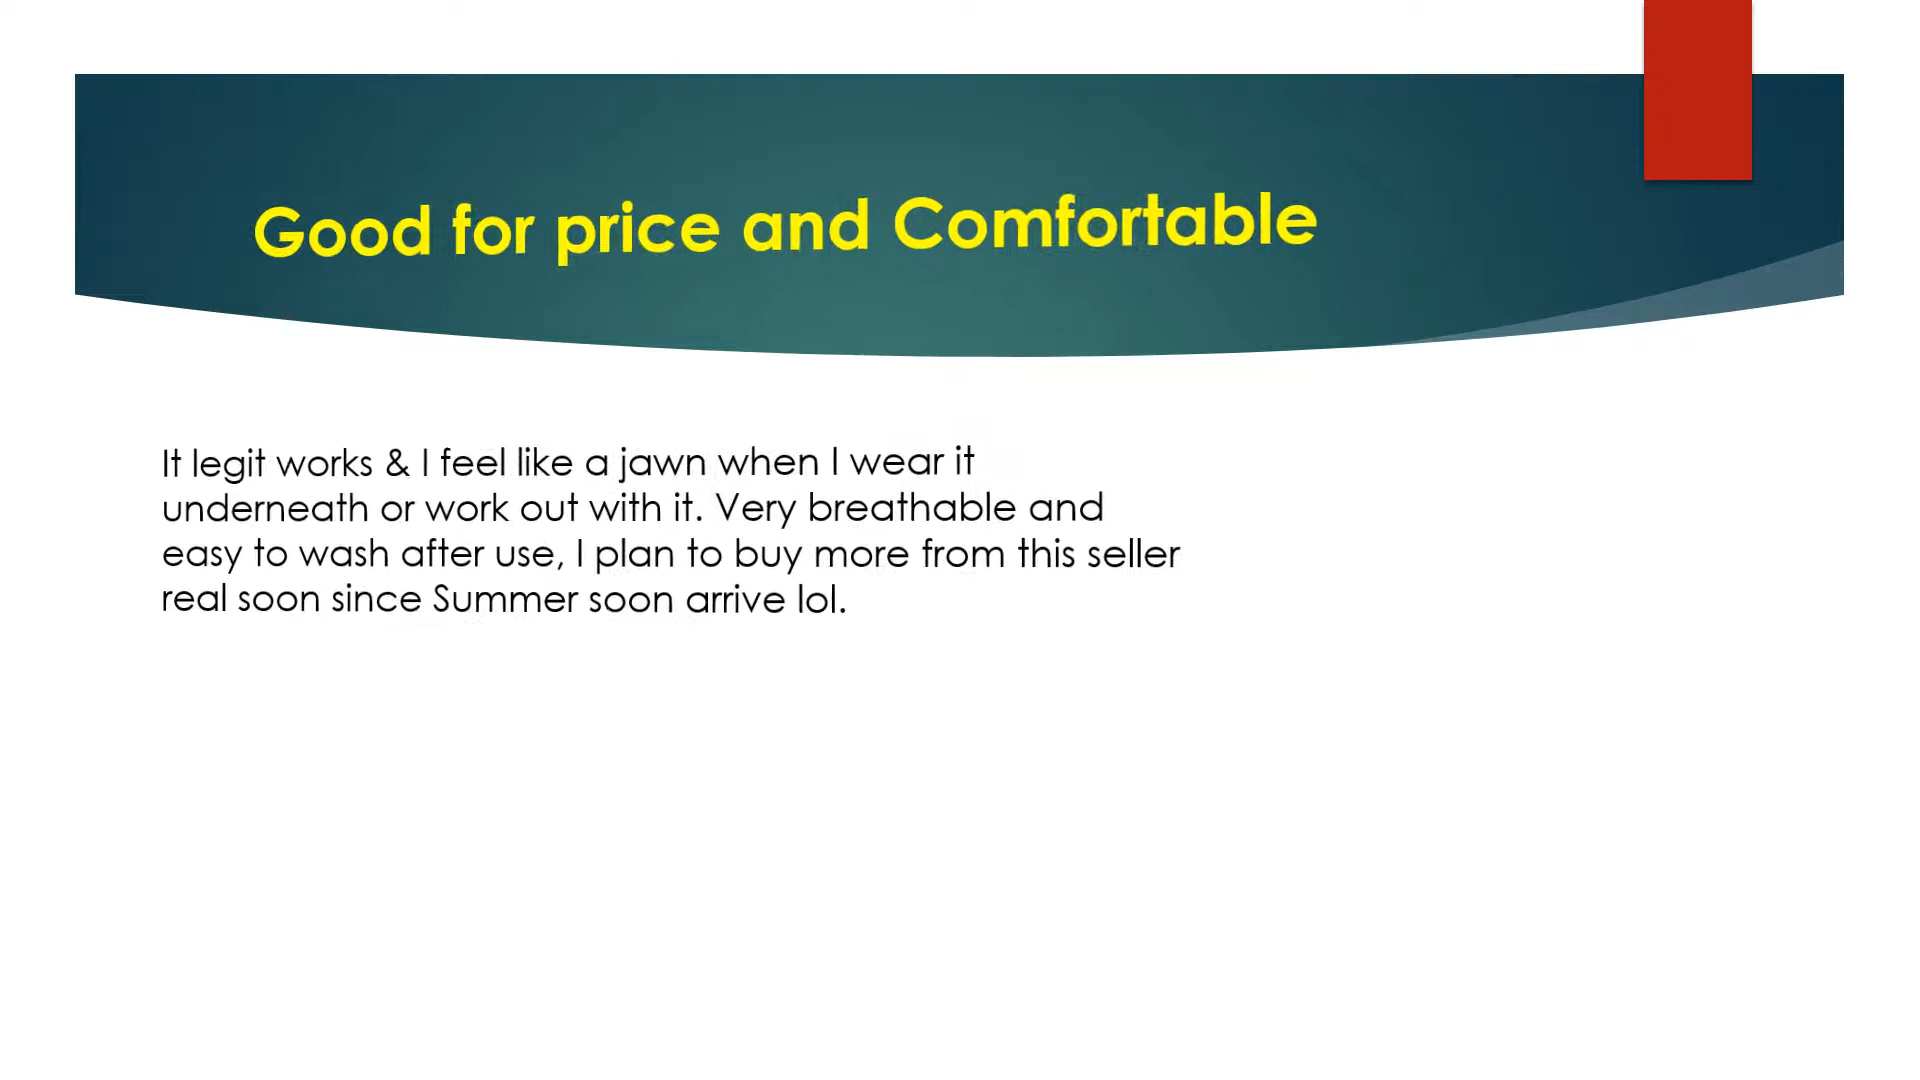 Good for price and Comfortable
It legit works & I feel like a jawn when I wear it
underneath or work out with it. Very breathable and
easy to wash after use, I plan to buy more from this seller
real soon since Summer soon arrive lol.